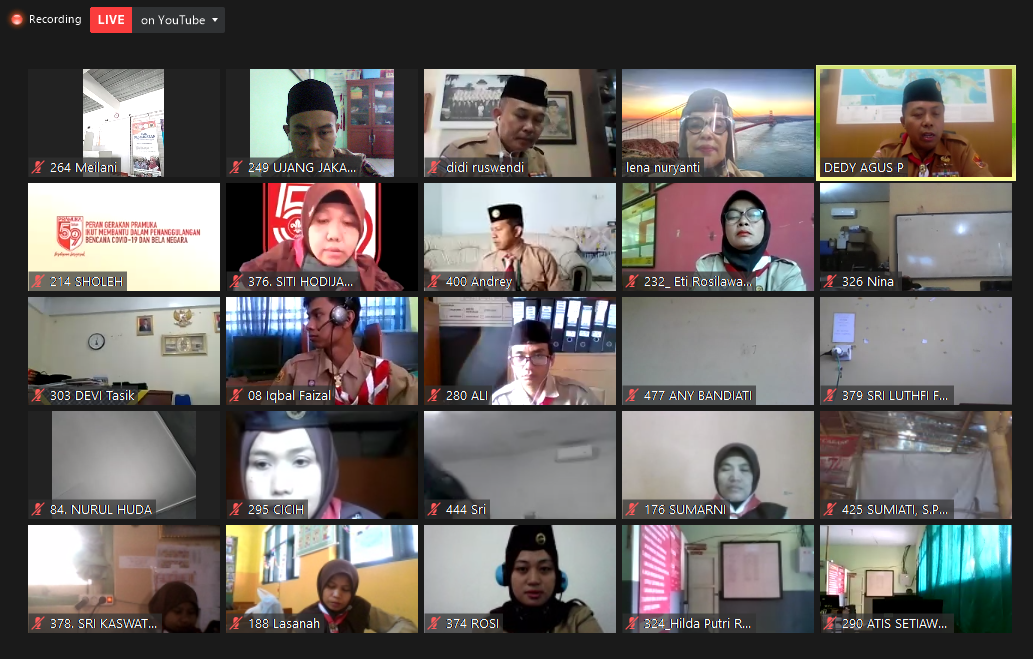 Recording
LIVE on YouTube
264 Meilani
249 UJANG JAKA...
didi ruswendi
lena nuryanti
DEDY AGUS P
PRAMUKA
59
PERAN GERAKAN PRAMUKA
IKUT MEMBANTU DALAM PENANGGULANGAN
BENCANA COVID-19 DAN BELA NEGARA
214 SHOLEH
376. SITI HODIJA...
400 Andrey
232_ Eti Rosilawa...
326 Nina
303 DEVI Tasik
08 Iqbal Faizal
280 ALI
477 ANY BANDIATI
379 SRI LUTHFI F...
84. NURUL HUDA
295 CICIH
444 Sri
176 SUMARNI
425 SUMIATI, S.P...
378. SRI KASWAT...
188 Lasanah
374 ROSI
324_Hilda Putri R...
290 ATIS SETIAW...